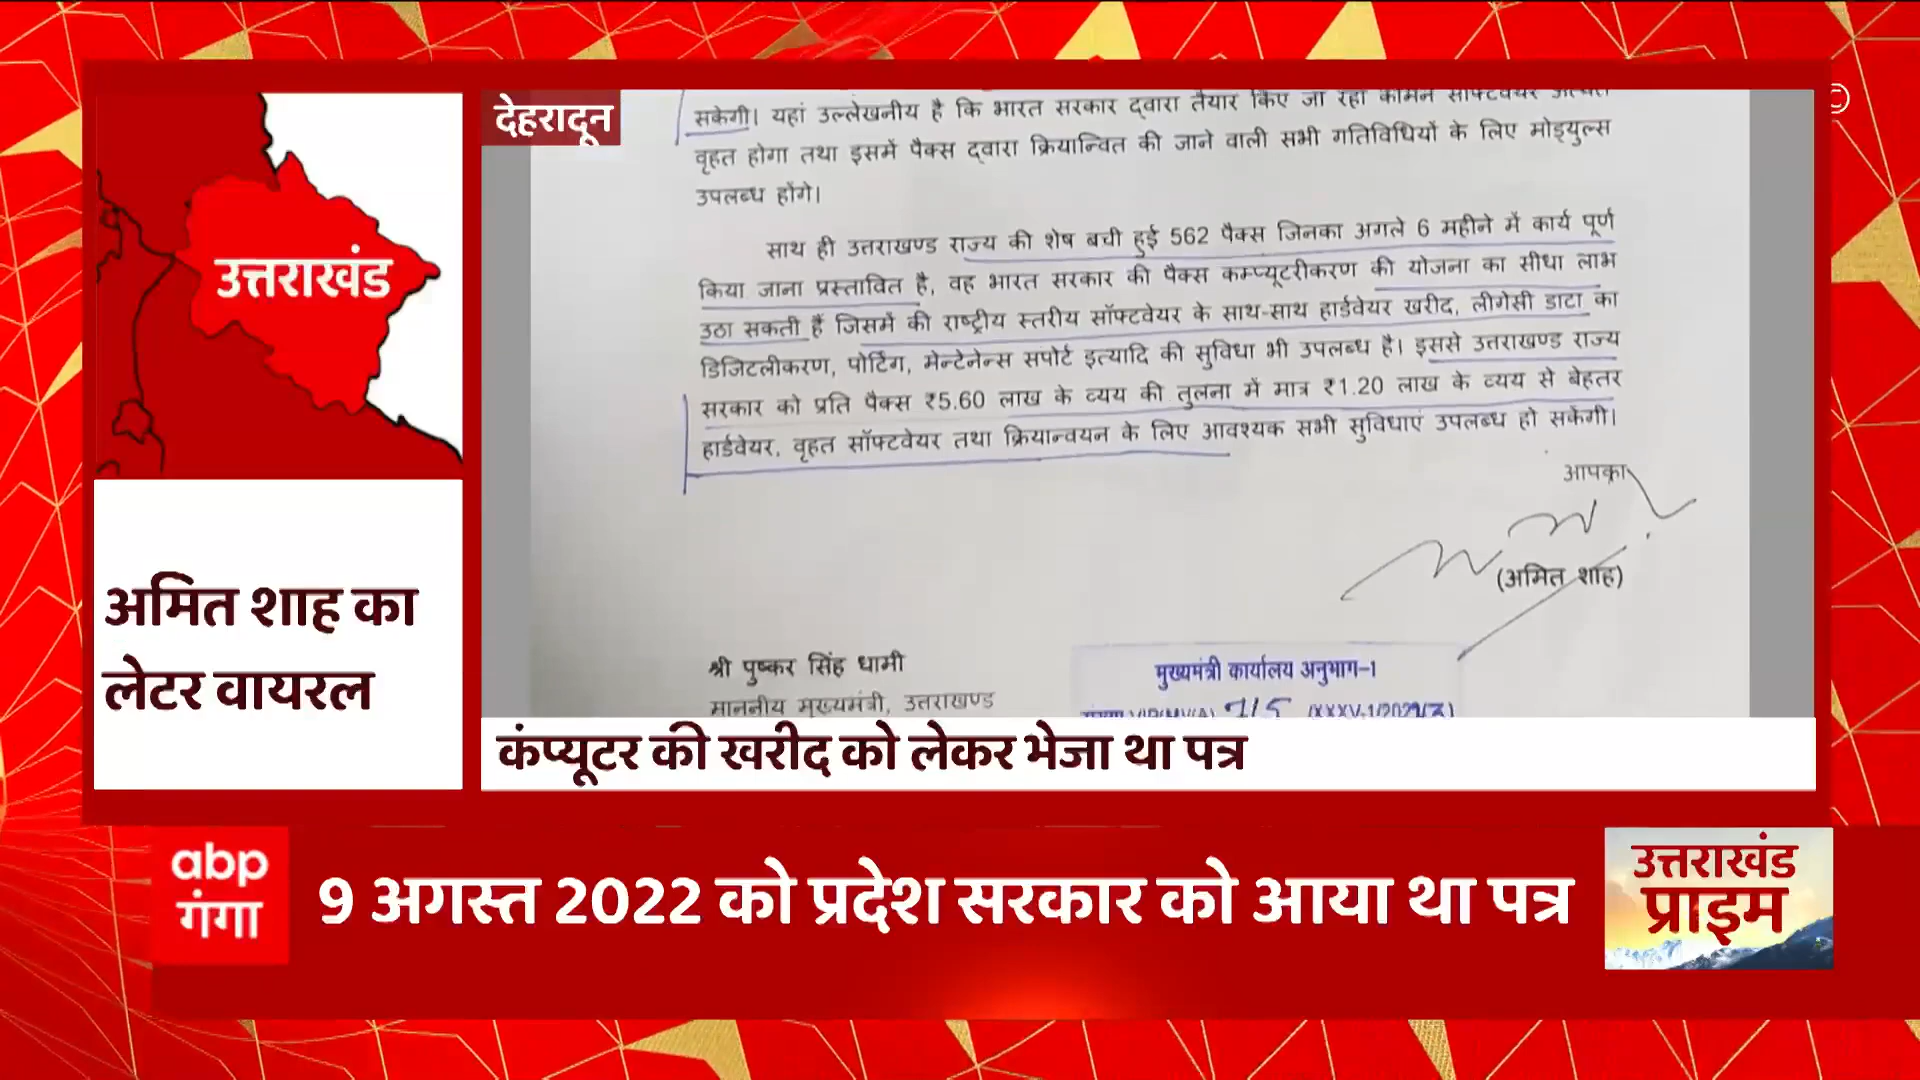 देहरादून
सकेगी। यहां उल्लेखनीय है कि भारत सरकार द्वारा तैयार किए जा रहा कॉमन सॉफ्टवेयर अत्यंत
वृहत होगा तथा इसमें पैक्स द्वारा क्रियान्वित की जाने वाली सभी गतिविधियों के लिए मोड्युल्स
उपलब्ध होंगे।
साथ ही उत्तराखण्ड राज्य की शेष बची हुई 562 पैक्स जिनका अगले 6 महीने में कार्य पूर्ण
किया जाना प्रस्तावित है, वह भारत सरकार की पैक्स कम्प्यूटरीकरण की योजना का सीधा लाभ
उठा सकती हैं जिसमें की राष्ट्रीय स्तरीय सॉफ्टवेयर के साथ-साथ हार्डवेयर खरीद, लीगेसी डाटा का
डिजिटलीकरण, पोर्टिंग, मेन्टेनेन्स सपोर्ट इत्यादि की सुविधा भी उपलब्ध है। इससे उत्तराखण्ड राज्य
सरकार को प्रति पैक्स ₹5.60 लाख के व्यय की तुलना में मात्र ₹1.20 लाख के व्यय से बेहतर
हार्डवेयर, वृहत सॉफ्टवेयर तथा क्रियान्वयन के लिए आवश्यक सभी सुविधाएं उपलब्ध हो सकेंगी।
आपका
(अमित शाह)
श्री पुष्कर सिंह धामी
माननीय मुख्यमंत्री, उत्तराखण्ड
मुख्यमंत्री कार्यालय अनुभाग-1
उत्तराखंड
अमित शाह का
लेटर वायरल
कंप्यूटर की खरीद को लेकर भेजा था पत्र
abp
गंगा
9 अगस्त 2022 को प्रदेश सरकार को आया था पत्र
उत्तराखंड
प्राइम
©